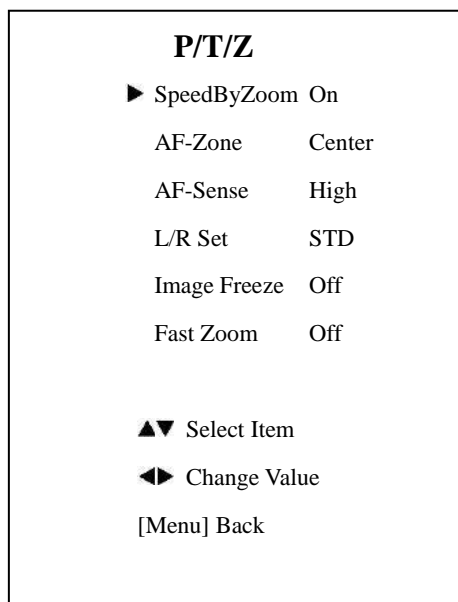 P/T/Z
▶ SpeedByZoom On
AF-Zone Center
AF-Sense High
L/R Set STD
Image Freeze Off
Fast Zoom Off
▲▼ Select Item
◀▶ Change Value
[Menu] Back